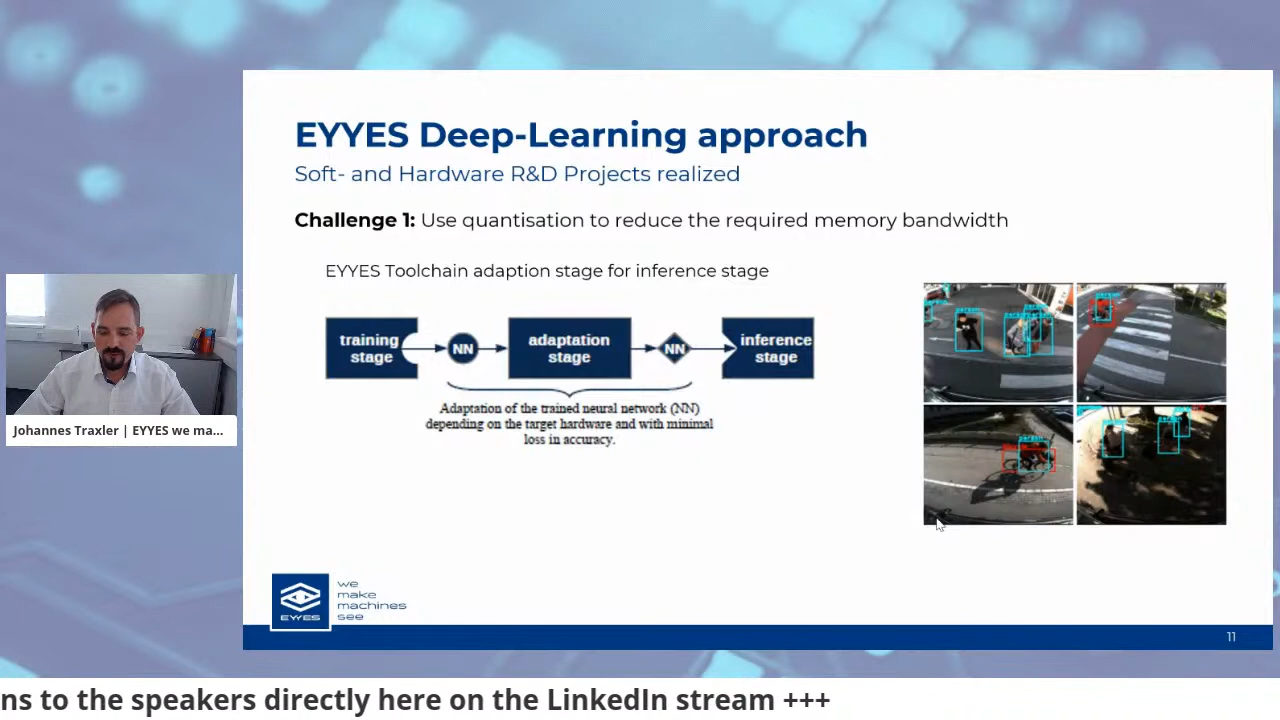 EYYES Deep-Learning approach
Soft- and Hardware R&D Projects realized
Challenge 1: Use quantisation to reduce the required memory bandwidth
EYYES Toolchain adaption stage for inference stage
training
stage
NN
adaptation
stage
NN
inference
stage
Adaptation of the trained neural network (NN)
depending on the target hardware and with minimal
loss in accuracy.
Johannes Traxler | EYYES we ma...
EYYES
we
make
machines
see
11
ns to the speakers directly here on the LinkedIn stream +++